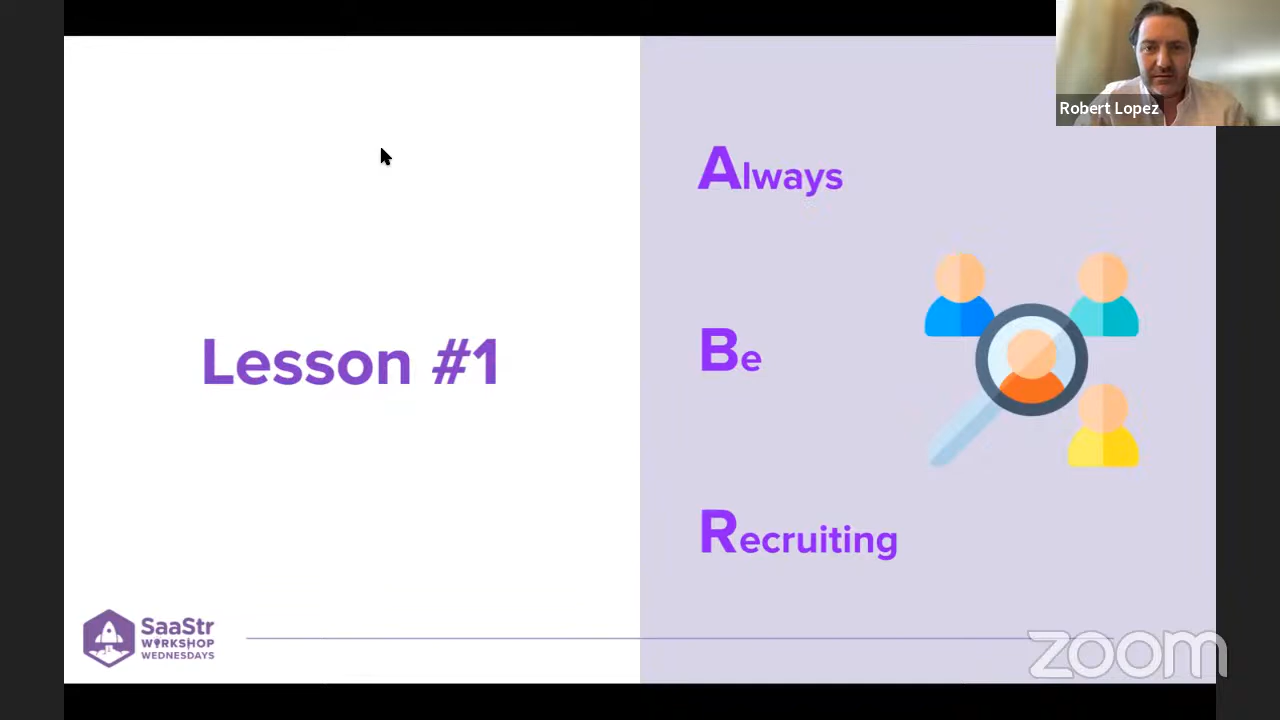 Robert Lopez
Lesson #1
Always
Be
Recruiting
SaaStr
WORKSHOP
WEDNESDAYS
zoom